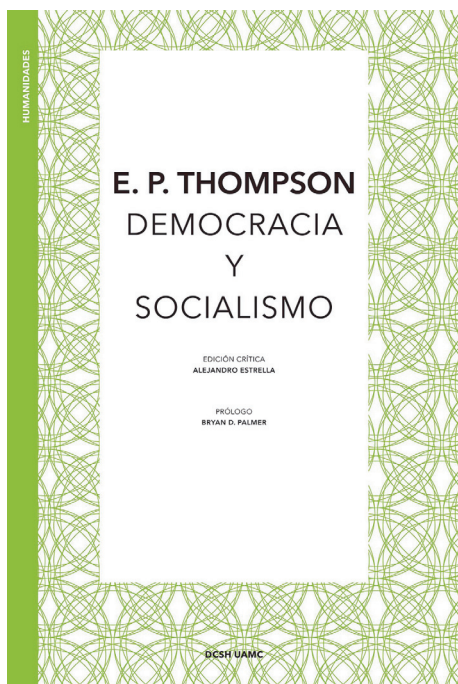 HUMANIDADES
E. P. THOMPSON
DEMOCRACIA
Y
SOCIALISMO
EDICIÓN CRÍTICA
ALEJANDRO ESTRELLA
PRÓLOGO
BRYAN D. PALMER
DCSH UAMC